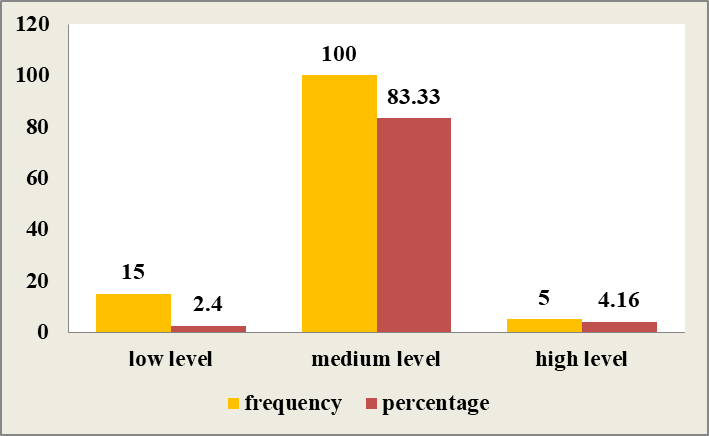 120
100
80
60
40
20
0
15
2.4
100
83.33
5
4.16
low level
medium level
high level
frequency
percentage